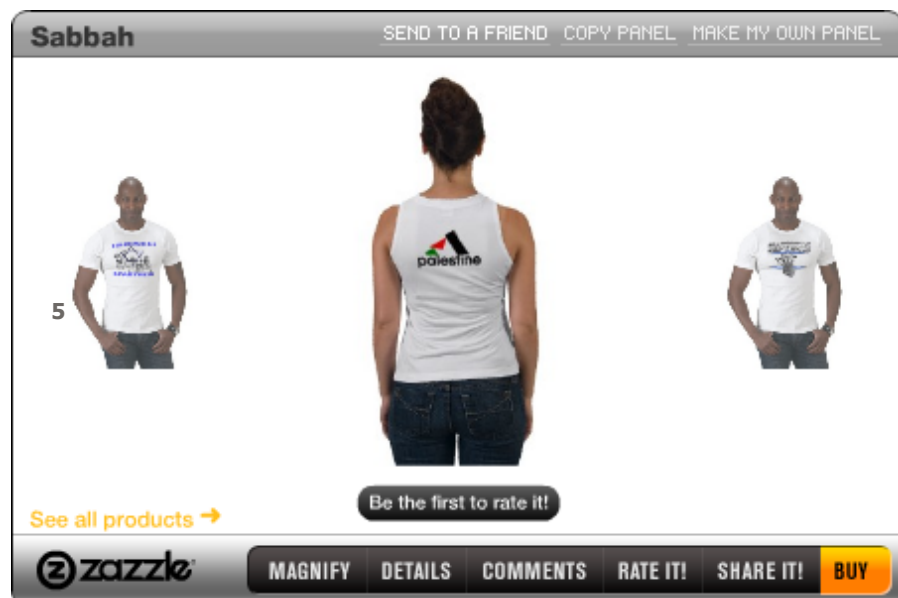 Sabbah
SEND TO A FRIEND COPY PANEL MAKE MY OWN PANEL
palestine
5
Be the first to rate it!
See all products
zazzle
MAGNIFY DETAILS COMMENTS RATE IT! SHARE IT! BUY